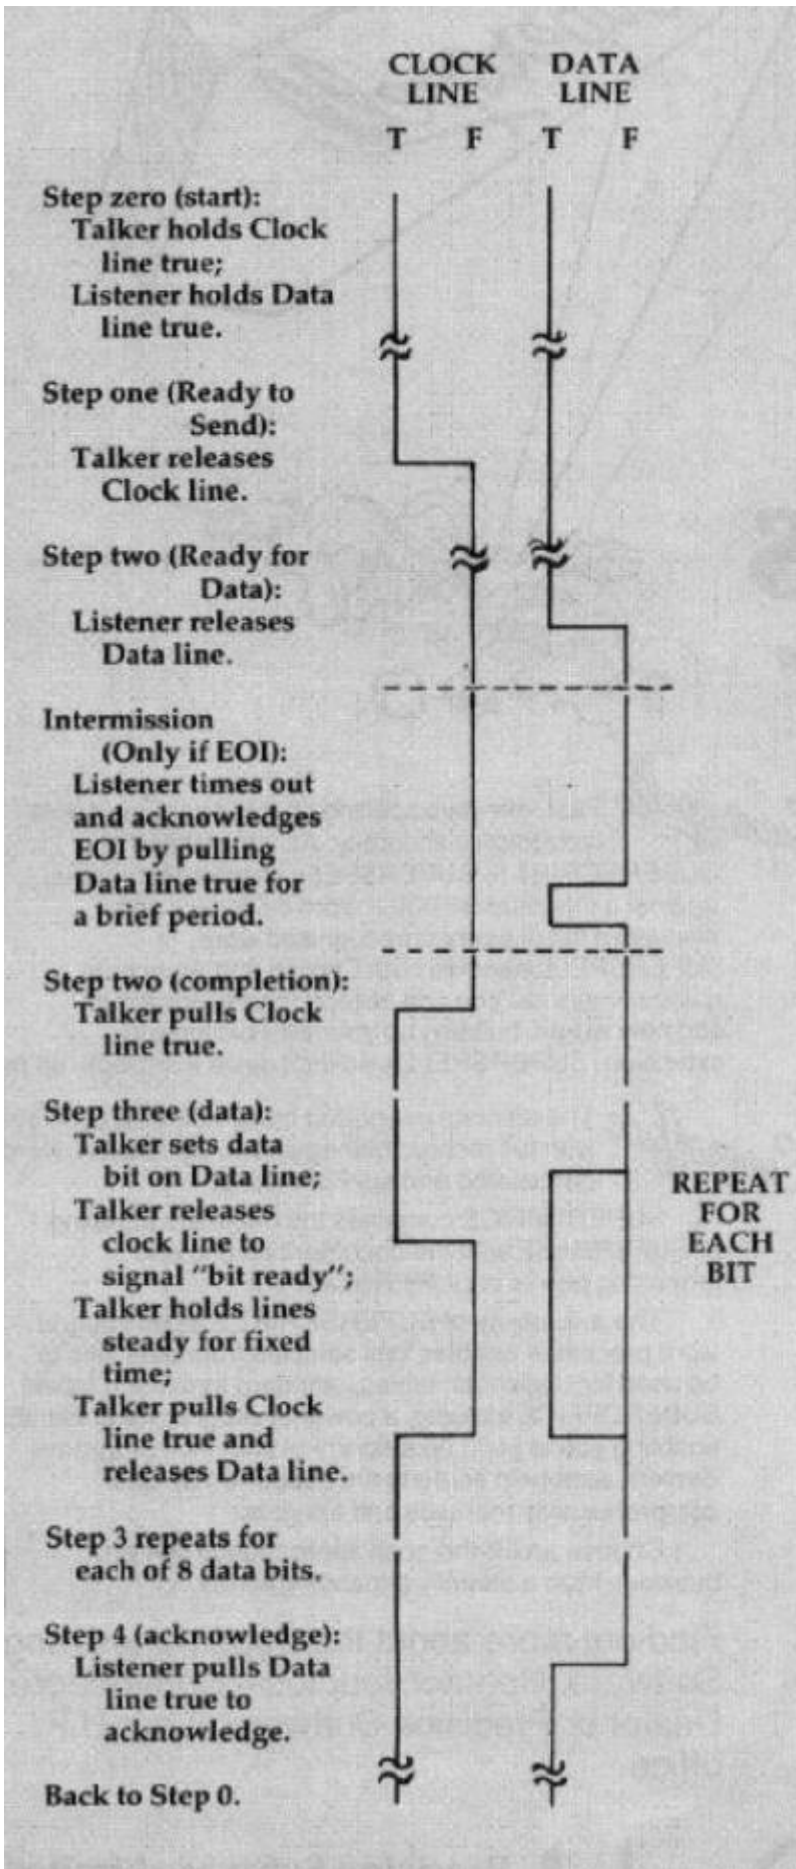 CLOCK LINE
DATA LINE
T F T F
Step zero (start):
Talker holds Clock
line true;
Listener holds Data
line true.
Step one (Ready to
Send):
Talker releases
Clock line.
Step two (Ready for
Data):
Listener releases
Data line.
Intermission
(Only if EOI):
Listener times out
and acknowledges
EOI by pulling
Data line true for
a brief period.
Step two (completion):
Talker pulls Clock
line true.
Step three (data):
Talker sets data
bit on Data line;
Talker releases
clock line to
signal "bit ready";
Talker holds lines
steady for fixed
time;
Talker pulls Clock
line true and
releases Data line.
REPEAT
FOR
EACH
BIT
Step 3 repeats for
each of 8 data bits.
Step 4 (acknowledge):
Listener pulls Data
line true to
acknowledge.
Back to Step 0.